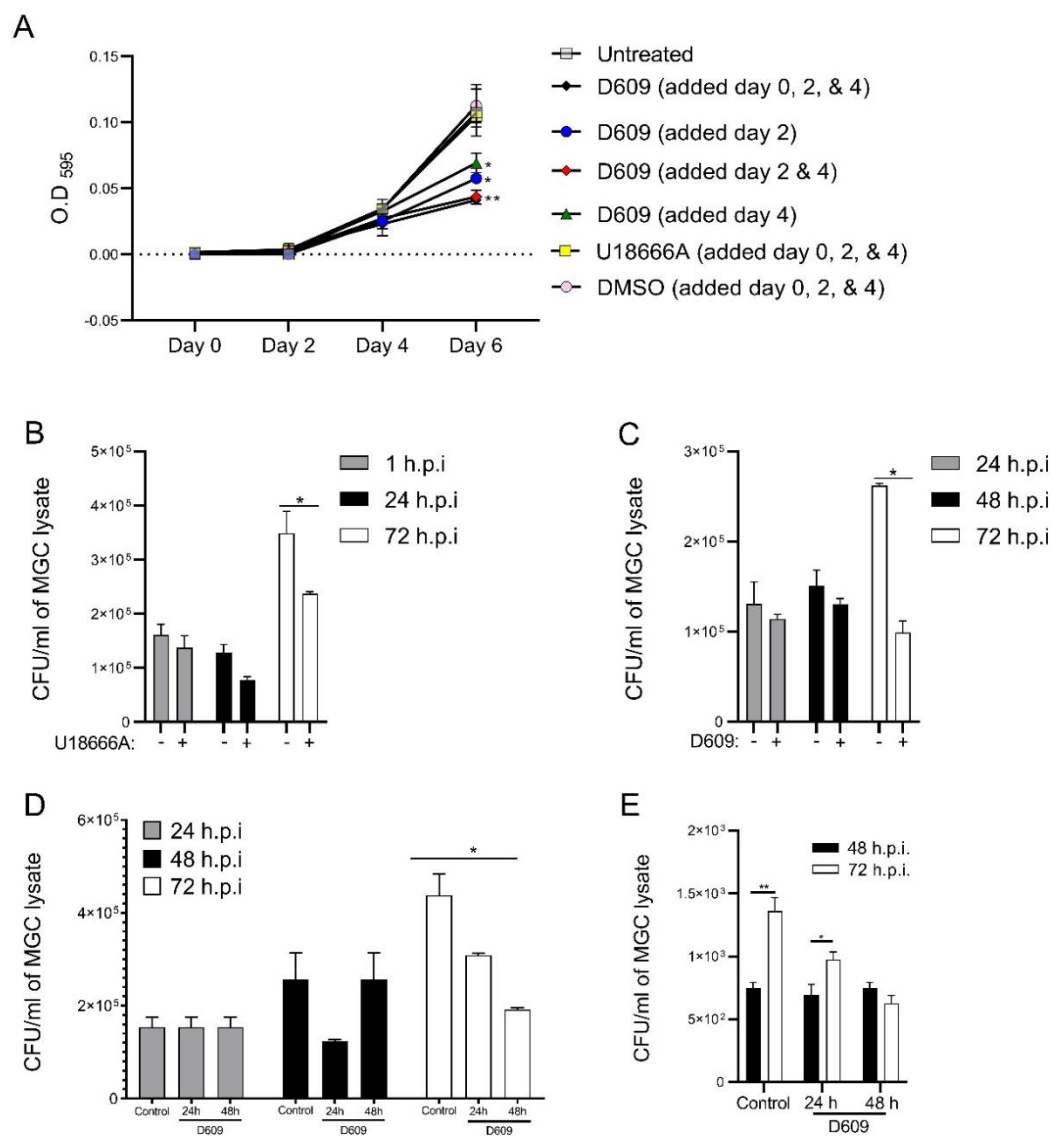 A
0.15
0.10
0.05
0.00
-0.05
O.D 595
Day 0
Day 2
Day 4
Day 6
*
*
**
Untreated
D609 (added day 0, 2, & 4)
D609 (added day 2)
D609 (added day 2 & 4)
D609 (added day 4)
U18666A (added day 0, 2, & 4)
DMSO (added day 0, 2, & 4)
B
5×10⁵
4×10⁵
3×10⁵
2×10⁵
1×10⁵
0
CFU/ml of MGC lysate
1 h.p.i
24 h.p.i
72 h.p.i
*
U18666A: - + - + - +
C
3×10⁵
2×10⁵
1×10⁵
0
CFU/ml of MGC lysate
24 h.p.i
48 h.p.i
72 h.p.i
*
D609: - + - + - +
D
6×10⁵
4×10⁵
2×10⁵
0
CFU/ml of MGC lysate
24 h.p.i
48 h.p.i
72 h.p.i
*
Control 24h 48h Control 24h 48h Control 24h 48h
D609 D609 D609
E
2×10³
1.5×10³
1×10³
5×10²
0
CFU/ml of MGC lysate
48 h.p.i.
72 h.p.i.
**
*
Control 24 h 48 h
D609